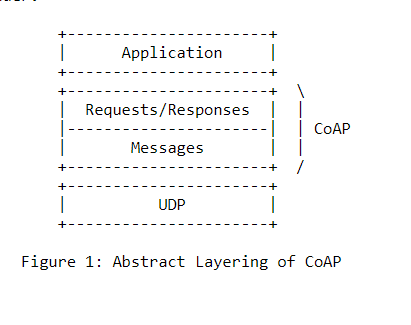 Application
Requests/Responses
CoAP
Messages
UDP
Figure 1: Abstract Layering of CoAP